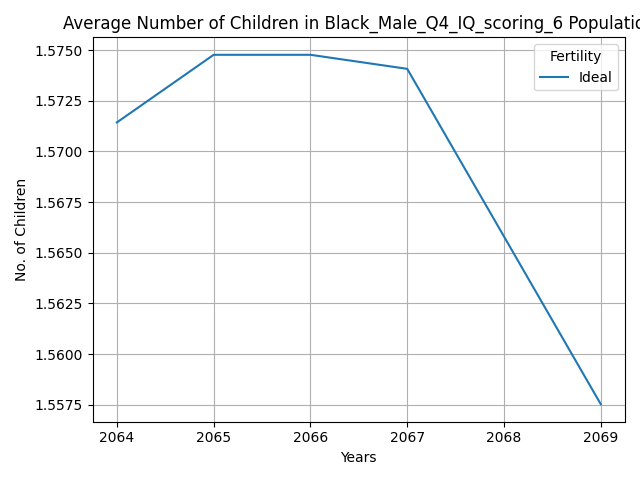 Average Number of Children in Black_Male_Q4_IQ_scoring_6 Populatio
1.5750
1.5725
1.5700
1.5675
1.5650
1.5625
1.5600
1.5575
No. of Children
Fertility
Ideal
2064 2065 2066 2067 2068 2069
Years